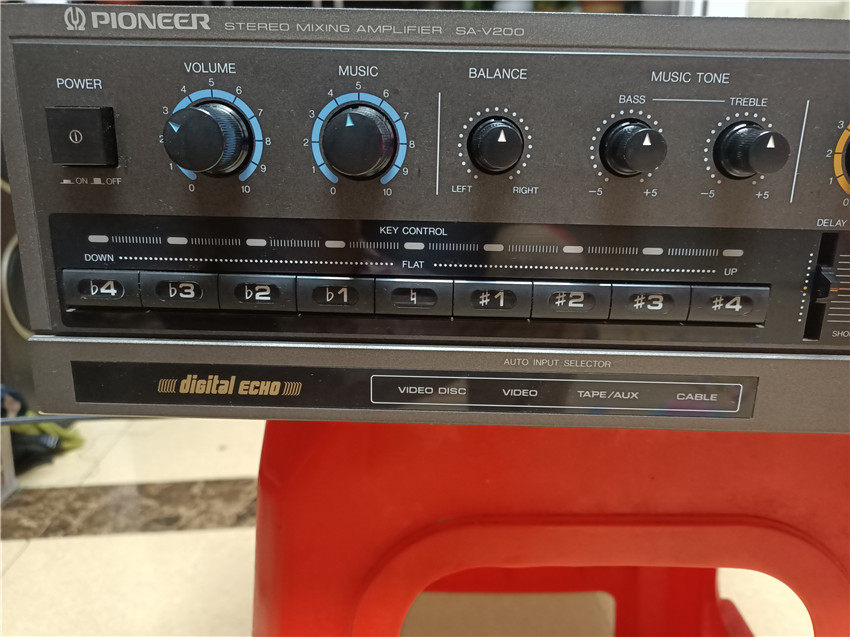 PIONEER STEREO MIXING AMPLIFIER SA-V200
POWER
ON OFF
VOLUME
2 3 4 5 6 7 8 9
0 10
MUSIC
1 2 3 4 5 6 7 8 9
0 10
BALANCE
LEFT RIGHT
MUSIC TONE
BASS TREBLE
-5 +5 -5 +5
3
2
1
0
DELAY
KEY CONTROL
DOWN FLAT UP
♭4 ♭3 ♭2 ♭1 ♮ #1 #2 #3 #4
AUTO INPUT SELECTOR
digital ECHO
VIDEO DISC VIDEO TAPE/AUX CABLE